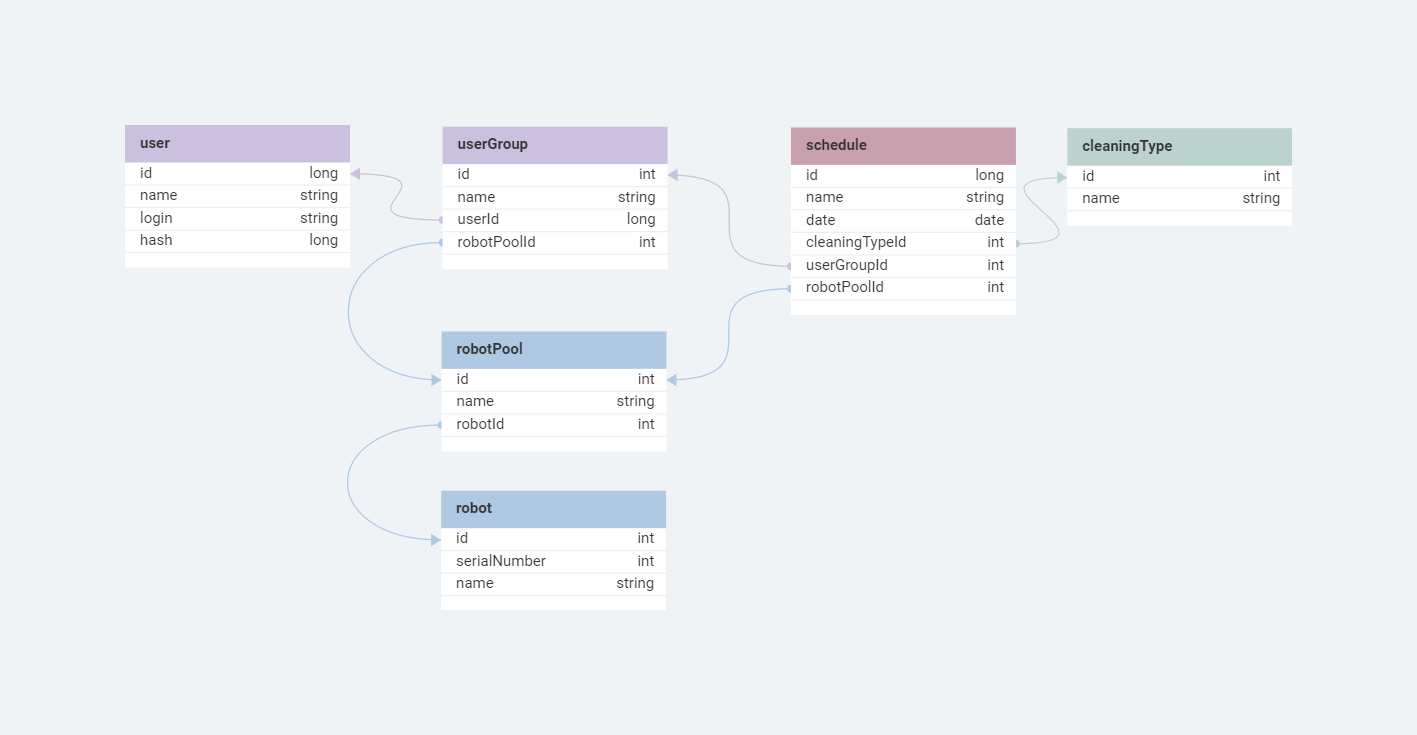 user
id long
name string
login string
hash long
userGroup
id int
name string
userId long
robotPoolId int
schedule
id long
name string
date date
cleaningTypeId int
userGroupId int
robotPoolId int
cleaningType
id int
name string
robotPool
id int
name string
robotId int
robot
id int
serialNumber int
name string